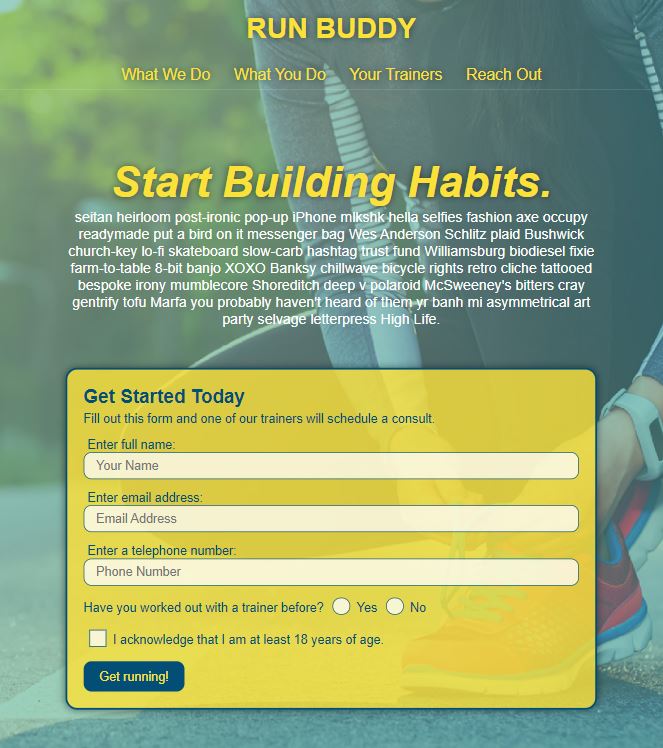 RUN BUDDY
What We Do What You Do Your Trainers Reach Out
Start Building Habits.
seitan heirloom post-ironic pop-up iPhone mlkshk hella selfies fashion axe occupy
readymade put a bird on it messenger bag Wes Anderson Schlitz plaid Bushwick
church-key lo-fi skateboard slow-carb hashtag trust fund Williamsburg biodiesel fixie
farm-to-table 8-bit banjo XOXO Banksy chillwave bicycle rights retro cliche tattooed
bespoke irony mumblecore Shoreditch deep v polaroid McSweeney's bitters cray
gentrify tofu Marfa you probably haven't heard of them yr banh mi asymmetrical art
party selvage letterpress High Life.
Get Started Today
Fill out this form and one of our trainers will schedule a consult.
Enter full name:
Your Name
Enter email address:
Email Address
Enter a telephone number:
Phone Number
Have you worked out with a trainer before? Yes No
I acknowledge that I am at least 18 years of age.
Get running!